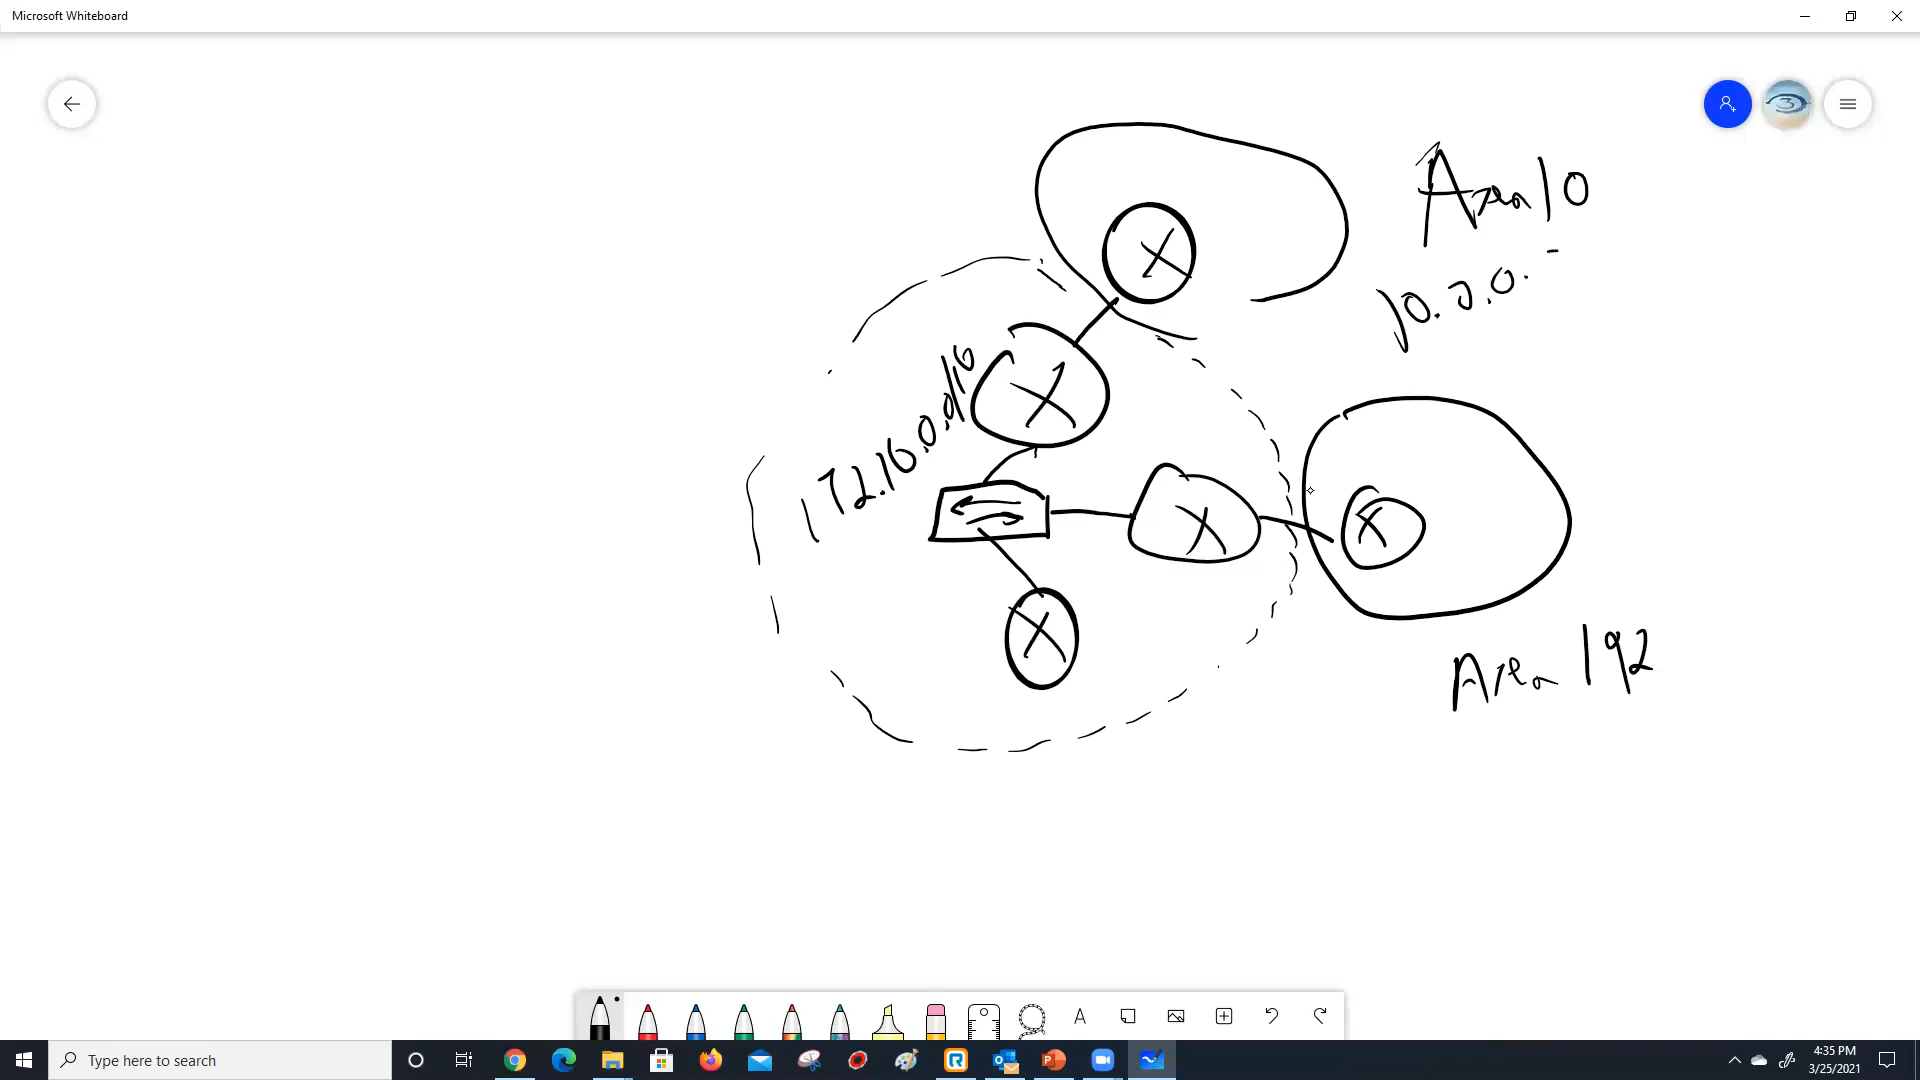 Microsoft Whiteboard
Area 10
10.0.0.
172.16.0.0/16
Area 192
Type here to search
4:35 PM
3/25/2021